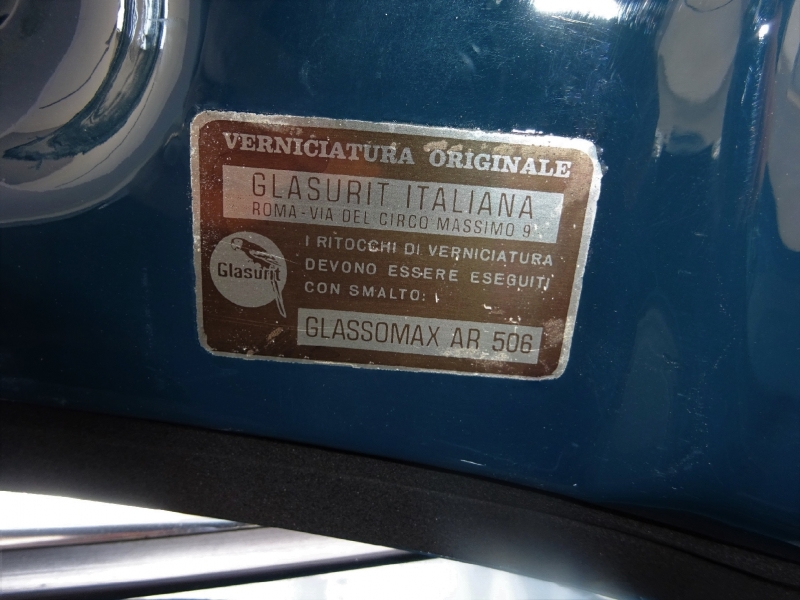 VERNICIATURA ORIGINALE
GLASURIT ITALIANA
ROMA-VIA DEL CIRCO MASSIMO 9
I RITOCCHI DI VERNICIATURA
DEVONO ESSERE ESEGUITI
CON SMALTO:
Glasurit
GLASSOMAX AR 506